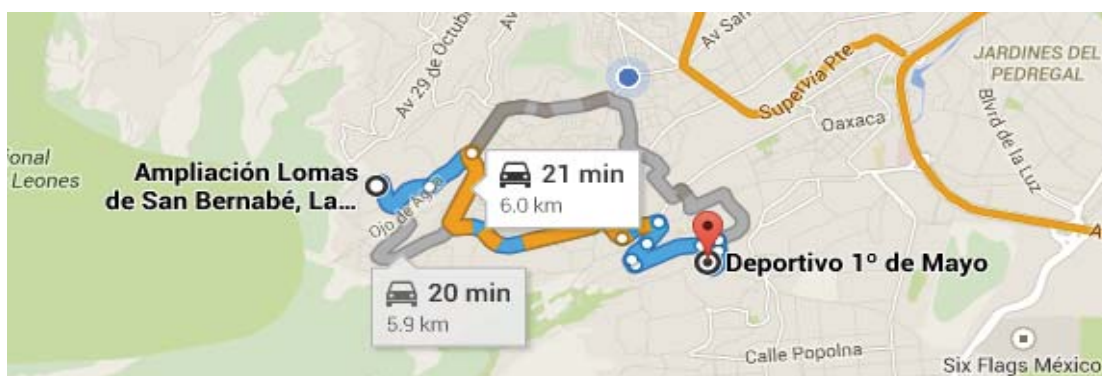 Av San
JARDINES DEL
PEDREGAL
Av 29 de Octubre
Supervía Pte
Oaxaca
Blvrd de la Luz
ional
Leones
Ampliación Lomas
de San Bernabé, La...
21 min
6.0 km
Ojo de Agua
Deportivo 1º de Mayo
A
20 min
5.9 km
Calle Popolna
Six Flags México